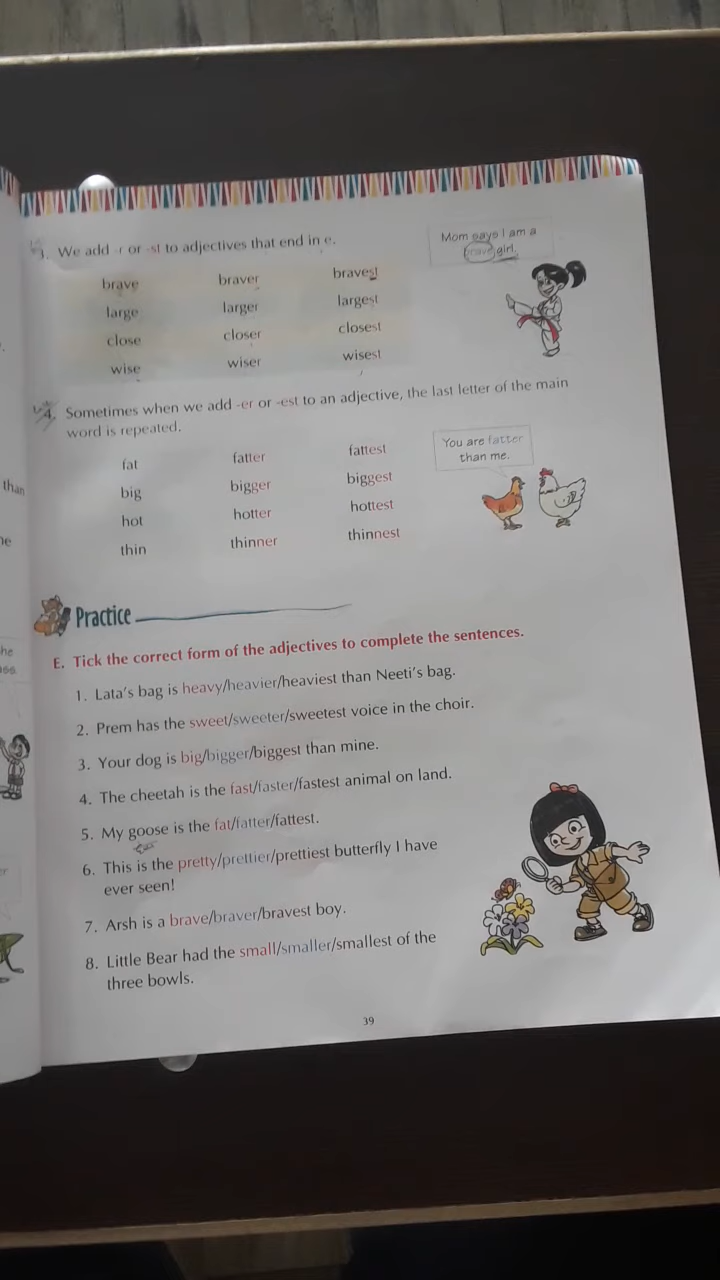 3. We add -r or -st to adjectives that end in e.
Mom says I am a
brave girl.
brave braver bravest
large larger largest
close closer closest
wise wiser wisest
4. Sometimes when we add -er or -est to an adjective, the last letter of the main
word is repeated.
fat fatter fattest
big bigger biggest
hot hotter hottest
thin thinner thinnest
You are fatter
than me.
than
Practice
E. Tick the correct form of the adjectives to complete the sentences.
1. Lata's bag is heavy/heavier/heaviest than Neeti's bag.
2. Prem has the sweet/sweeter/sweetest voice in the choir.
3. Your dog is big/bigger/biggest than mine.
4. The cheetah is the fast/faster/fastest animal on land.
5. My goose is the fat/fatter/fattest.
6. This is the pretty/prettier/prettiest butterfly I have
ever seen!
7. Arsh is a brave/braver/bravest boy.
8. Little Bear had the small/smaller/smallest of the
three bowls.
39